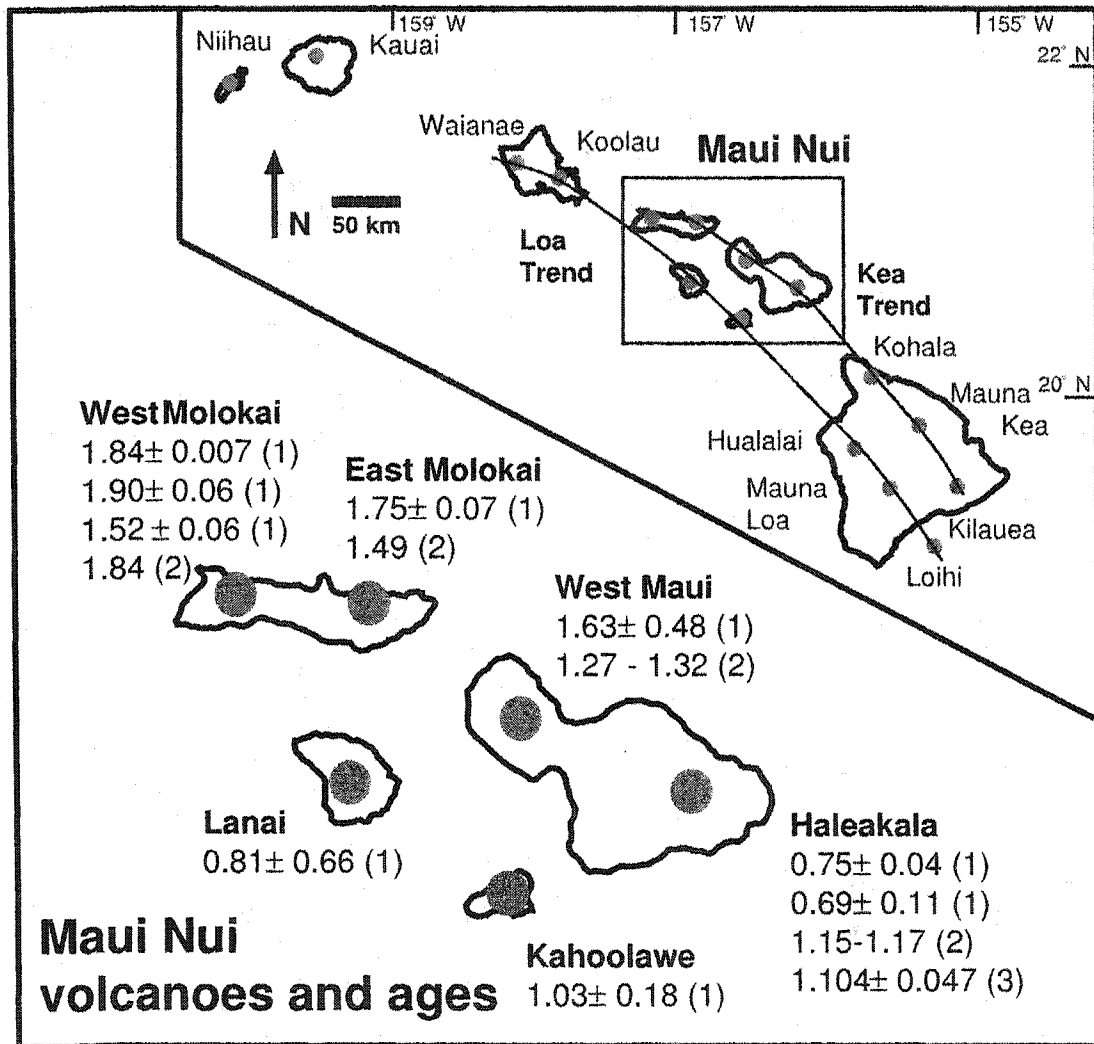 159° W
157° W
155° W
22° N
Niihau
Kauai
Waianae
Koolau
Maui Nui
N
50 km
Loa
Trend
Kea
Trend
Kohala
20° N
Mauna
Kea
Hualalai
Mauna
Loa
Kilauea
Loihi
West Molokai
1.84± 0.007 (1)
1.90± 0.06 (1)
1.52 ± 0.06 (1)
1.84 (2)
East Molokai
1.75± 0.07 (1)
1.49 (2)
West Maui
1.63± 0.48 (1)
1.27 - 1.32 (2)
Lanai
0.81± 0.66 (1)
Haleakala
0.75± 0.04 (1)
0.69± 0.11 (1)
1.15-1.17 (2)
1.104± 0.047 (3)
Kahoolawe
1.03± 0.18 (1)
Maui Nui
volcanoes and ages